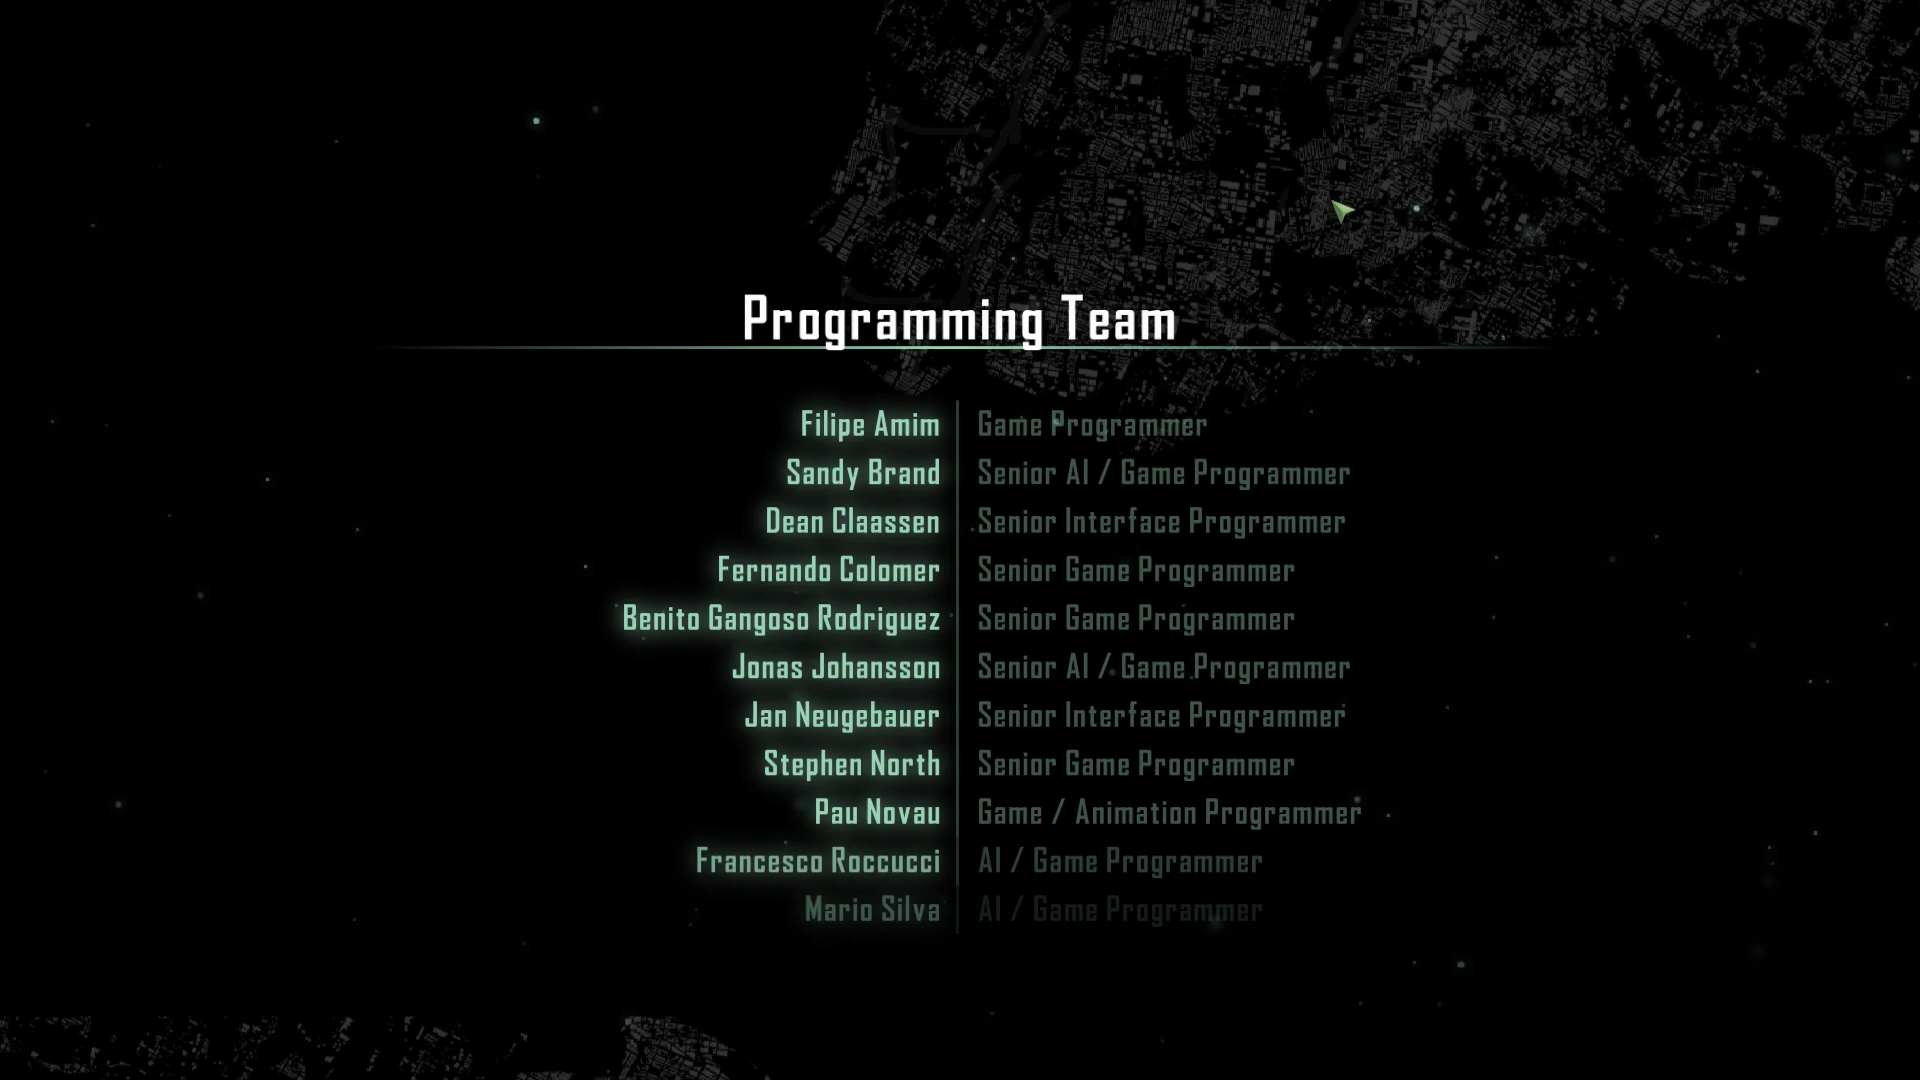 Programming Team
Filipe Amim Game Programmer
Sandy Brand Senior AI / Game Programmer
Dean Claassen Senior Interface Programmer
Fernando Colomer Senior Game Programmer
Benito Gangoso Rodriguez Senior Game Programmer
Jonas Johansson Senior AI / Game Programmer
Jan Neugebauer Senior Interface Programmer
Stephen North Senior Game Programmer
Pau Novau Game / Animation Programmer
Francesco Roccucci AI / Game Programmer
Mario Silva AI / Game Programmer